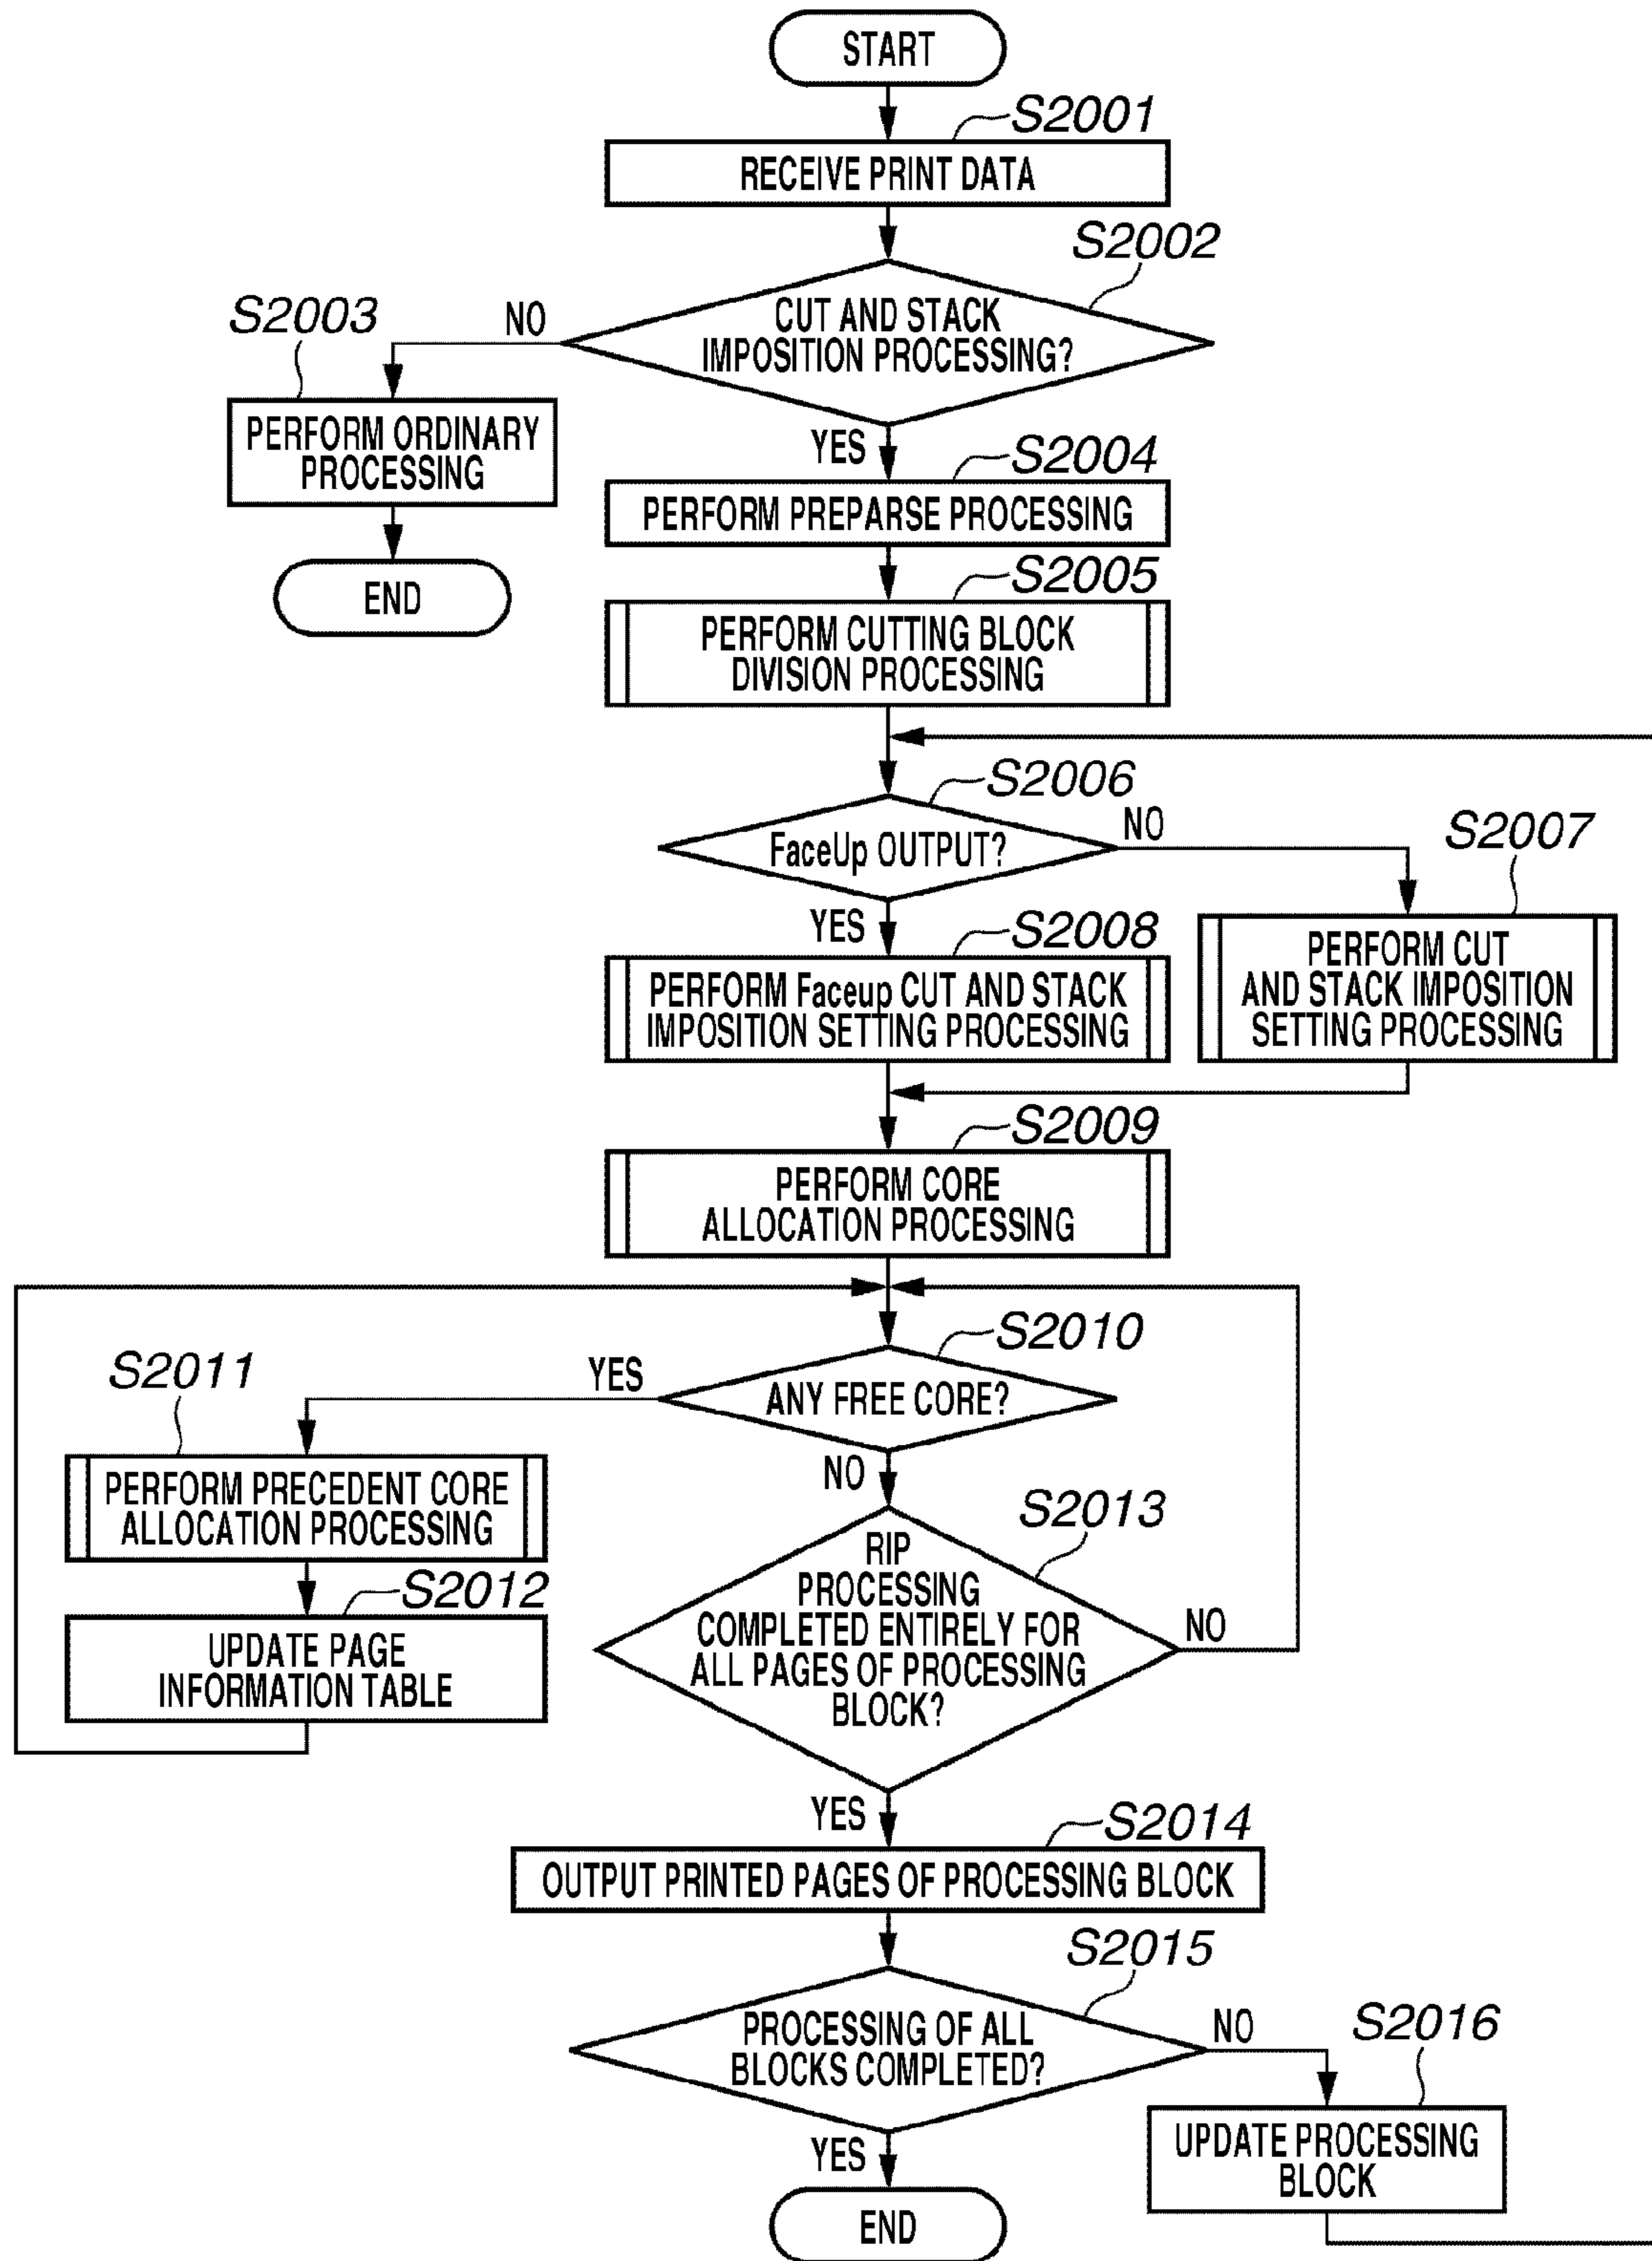 START
S2001
RECEIVE PRINT DATA
S2002
CUT AND STACK
IMPOSITION PROCESSING?
NO
S2003
PERFORM ORDINARY
PROCESSING
END
YES
S2004
PERFORM PREPARSE PROCESSING
S2005
PERFORM CUTTING BLOCK
DIVISION PROCESSING
S2006
FaceUp OUTPUT?
NO
S2007
PERFORM CUT
AND STACK IMPOSITION
SETTING PROCESSING
YES
S2008
PERFORM Faceup CUT AND STACK
IMPOSITION SETTING PROCESSING
S2009
PERFORM CORE
ALLOCATION PROCESSING
S2010
ANY FREE CORE?
YES
S2011
PERFORM PRECEDENT CORE
ALLOCATION PROCESSING
S2012
UPDATE PAGE
INFORMATION TABLE
NO
S2013
RIP
PROCESSING
COMPLETED ENTIRELY FOR
ALL PAGES OF PROCESSING
BLOCK?
NO
YES
S2014
OUTPUT PRINTED PAGES OF PROCESSING BLOCK
S2015
PROCESSING OF ALL
BLOCKS COMPLETED?
NO
S2016
UPDATE PROCESSING
BLOCK
YES
END